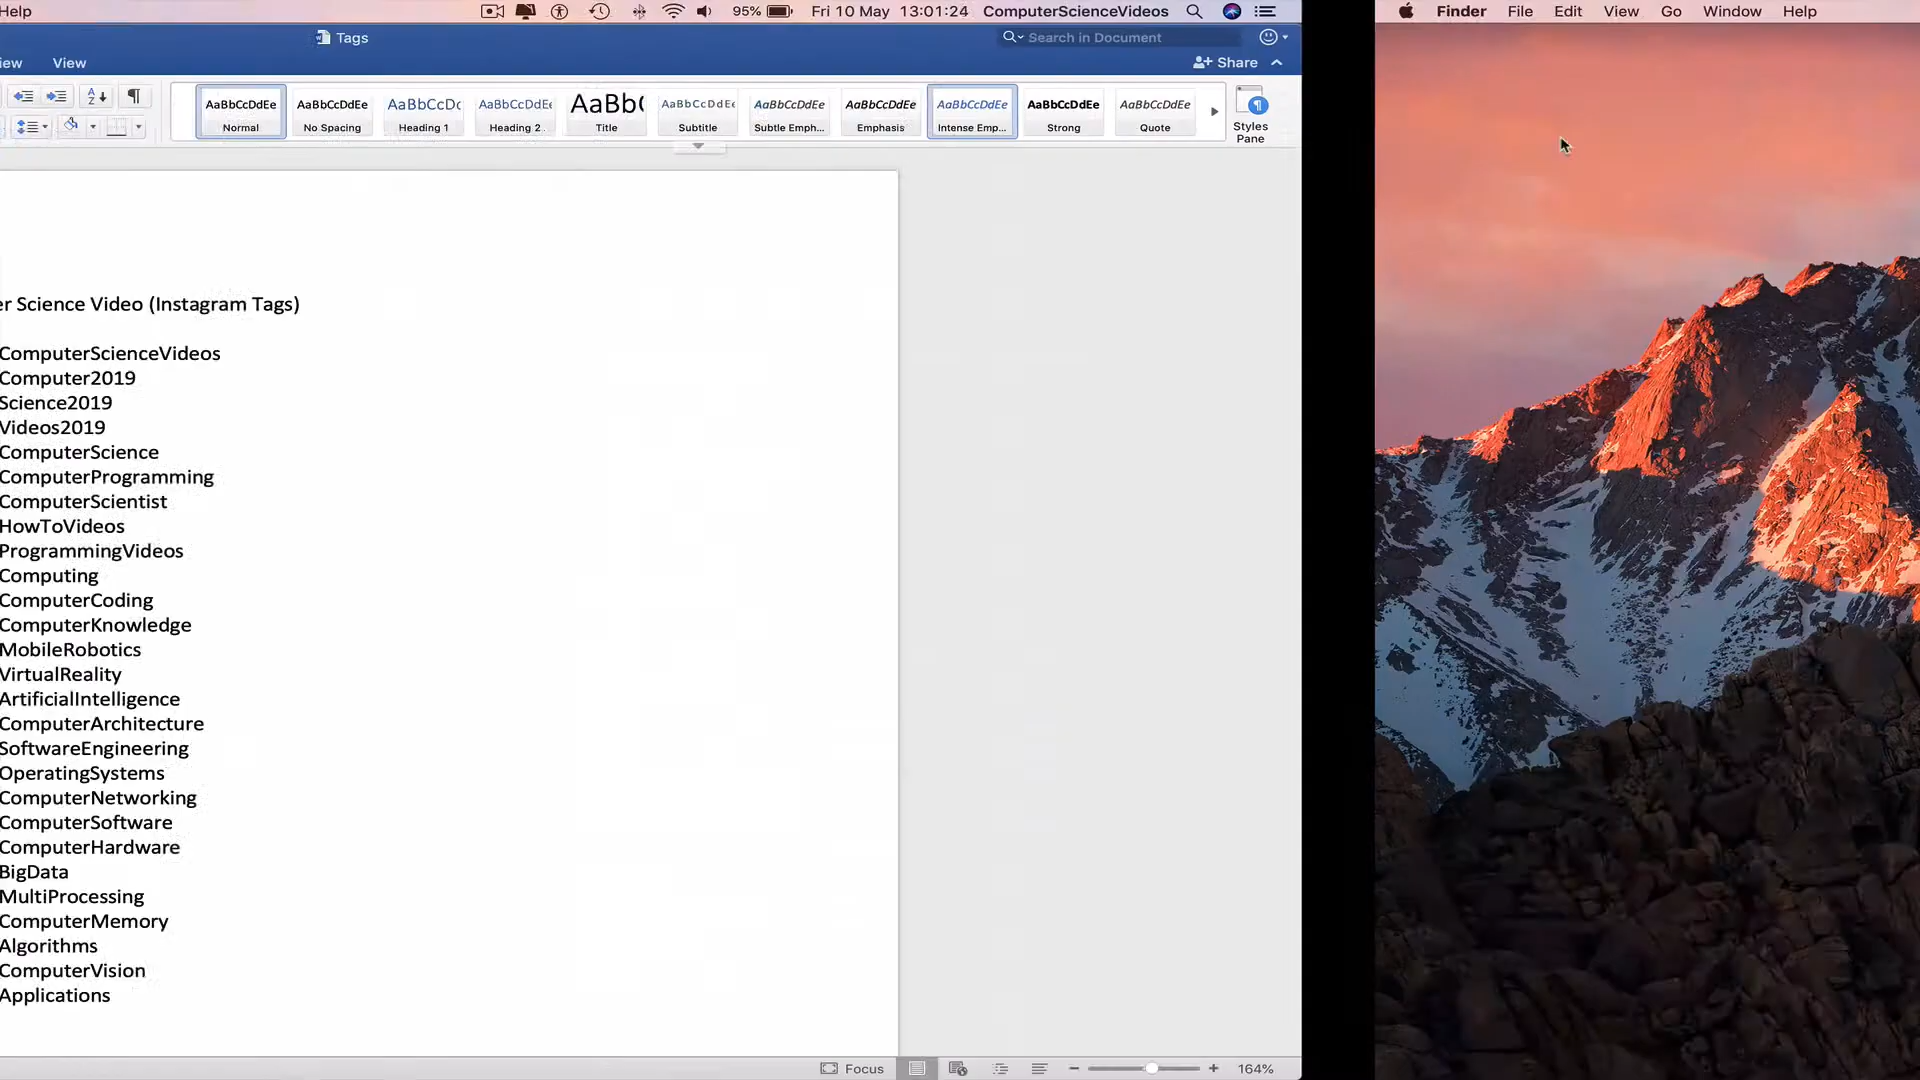 Help 95% Fri 10 May 13:01:24 ComputerScienceVideos
Finder File Edit View Go Window Help
Tags
Search in Document
iew View
Share
AaBbCcDdEe AaBbCcDdEe AaBbCcDc AaBbCcDdEe AaBb( AaBbCcDdEe AaBbCcDdEe AaBbCcDdEe AaBbCcDdEe AaBbCcDdEe AaBbCcDdEe
Normal No Spacing Heading 1 Heading 2 Title Subtitle Subtle Emph... Emphasis Intense Emp... Strong Quote
Styles
Pane
er Science Video (Instagram Tags)
ComputerScienceVideos
Computer2019
Science2019
Videos2019
ComputerScience
ComputerProgramming
ComputerScientist
HowToVideos
ProgrammingVideos
Computing
ComputerCoding
ComputerKnowledge
MobileRobotics
VirtualReality
ArtificialIntelligence
ComputerArchitecture
SoftwareEngineering
OperatingSystems
ComputerNetworking
ComputerSoftware
ComputerHardware
BigData
MultiProcessing
ComputerMemory
Algorithms
ComputerVision
Applications
Focus 164%